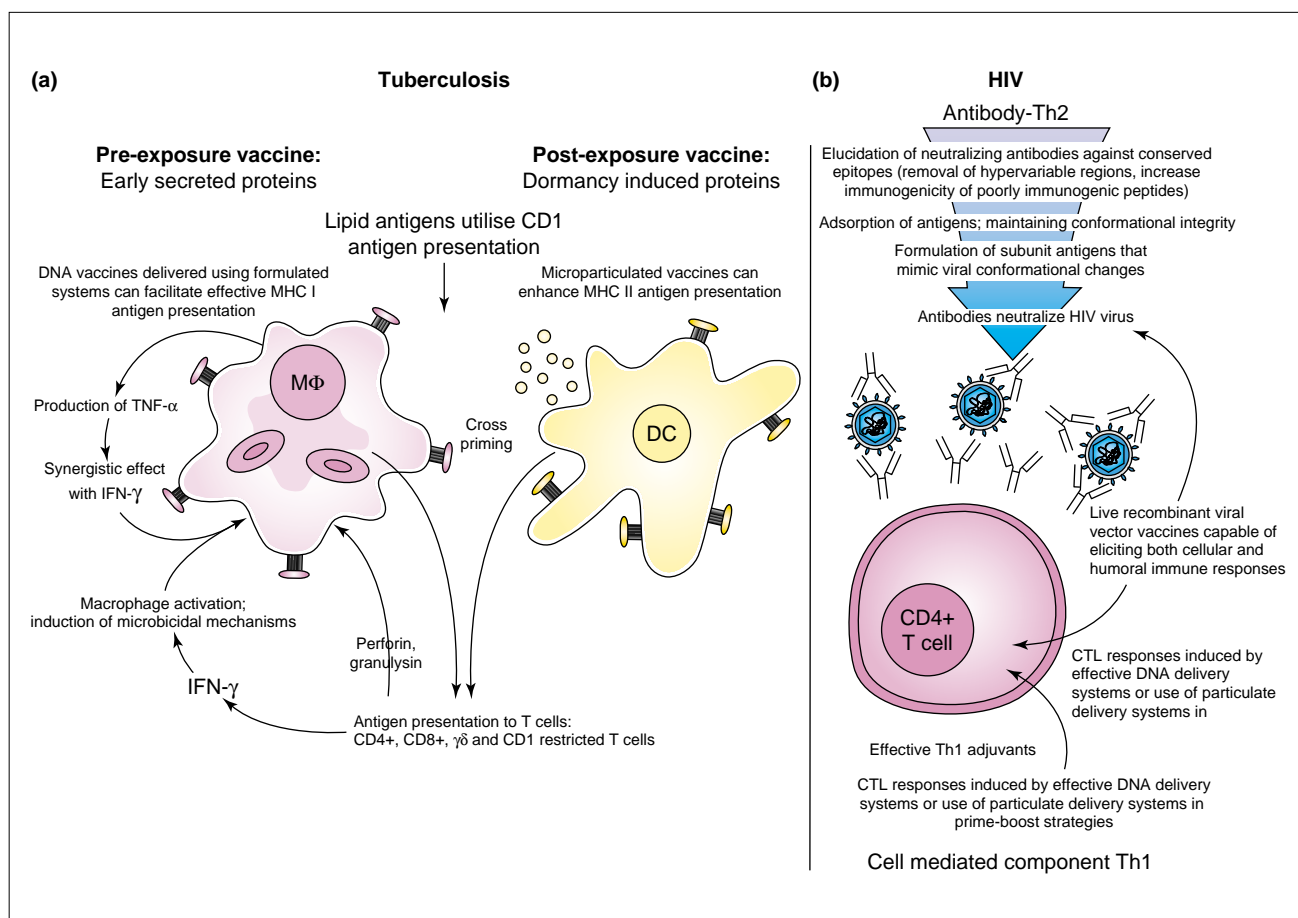 (a)
Tuberculosis
Pre-exposure vaccine:
Early secreted proteins
Post-exposure vaccine:
Dormancy induced proteins
Lipid antigens utilise CD1
antigen presentation
DNA vaccines delivered using formulated
systems can facilitate effective MHC I
antigen presentation
Microparticulated vaccines can
enhance MHC II antigen presentation
MΦ
Production of TNF-α
Synergistic effect
with IFN-γ
Cross
priming
DC
Macrophage activation;
induction of microbicidal mechanisms
Perforin,
granulysin
IFN-γ
Antigen presentation to T cells:
CD4+, CD8+, γδ and CD1 restricted T cells
(b)
HIV
Antibody-Th2
Elucidation of neutralizing antibodies against conserved
epitopes (removal of hypervariable regions, increase
immunogenicity of poorly immunogenic peptides)
Adsorption of antigens; maintaining conformational integrity
Formulation of subunit antigens that
mimic viral conformational changes
Antibodies neutralize HIV virus
Live recombinant viral
vector vaccines capable of
eliciting both cellular and
humoral immune responses
CD4+
T cell
CTL responses induced by
effective DNA delivery
systems or use of particulate
delivery systems in
Effective Th1 adjuvants
CTL responses induced by effective DNA delivery
systems or use of particulate delivery systems in
prime-boost strategies
Cell mediated component Th1